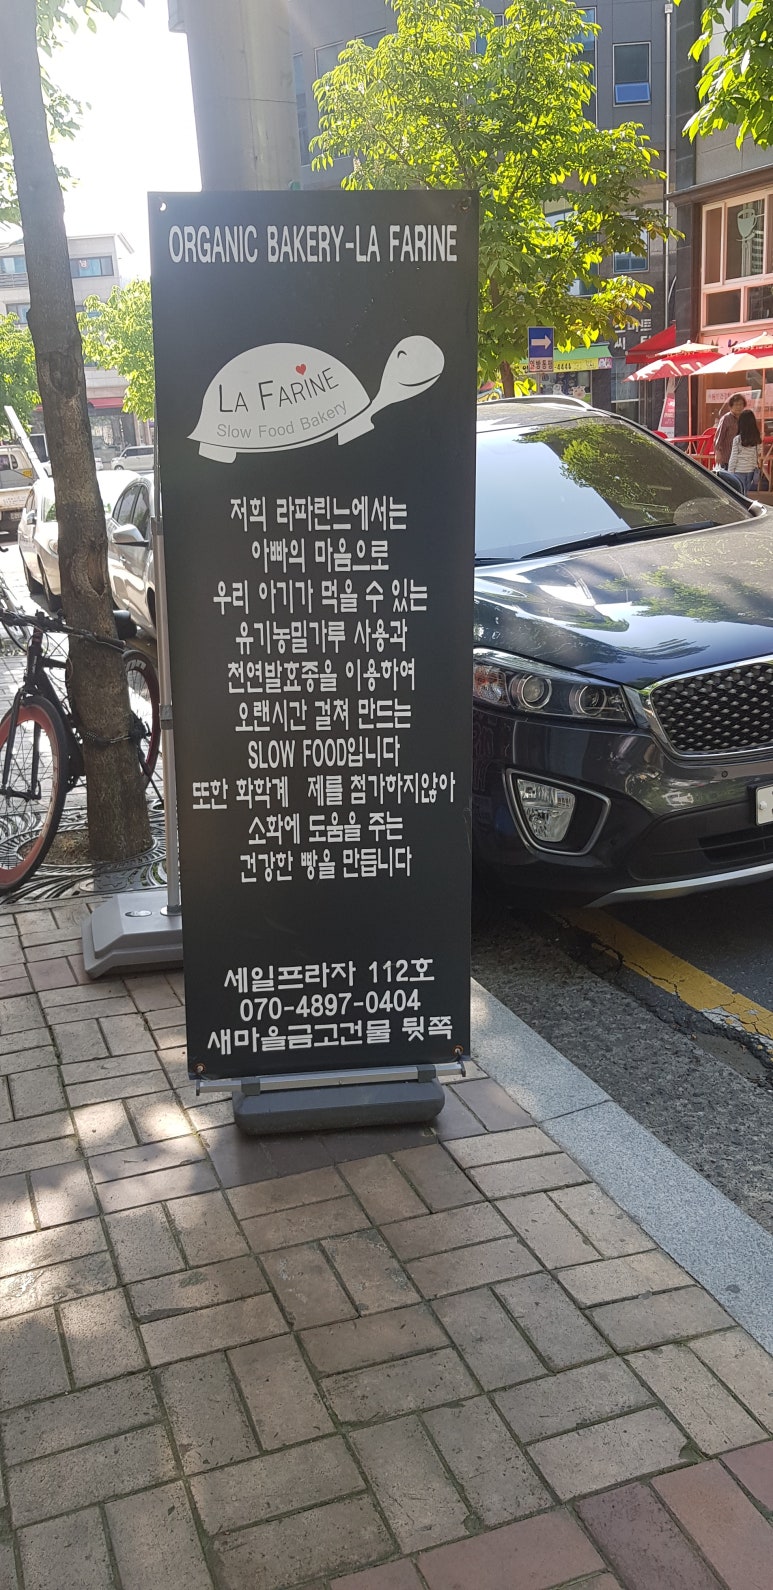 ORGANIC BAKERY-LA FARINE
LA FARINE
Slow Food Bakery
저희 라파린느에서는
아빠의 마음으로
우리 아기가 먹을 수 있는
유기농밀가루 사용과
천연발효종을 이용하여
오랜시간 걸쳐 만드는
SLOW FOOD입니다
또한 화학계 제를 첨가하지않아
소화에 도움을 주는
건강한 빵을 만듭니다
세일프라자 112호
070-4897-0404
새마을금고건물 뒷쪽
일방통행